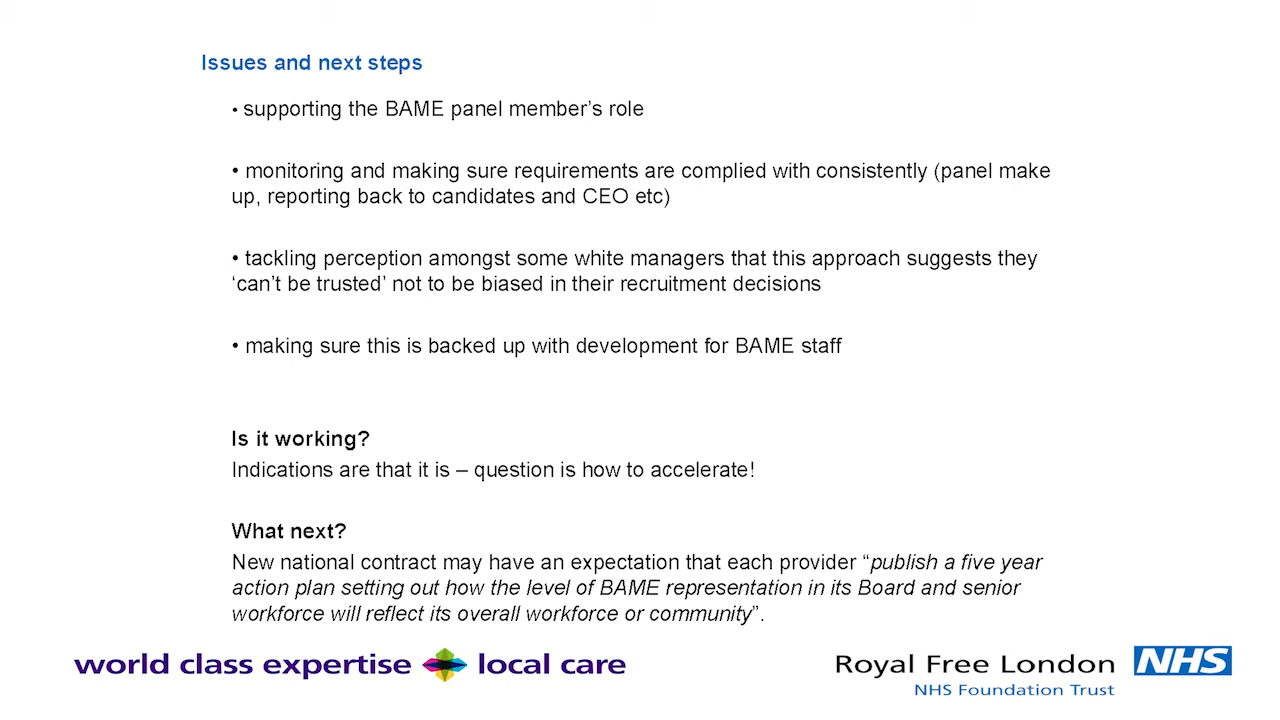 Issues and next steps
• supporting the BAME panel member’s role
• monitoring and making sure requirements are complied with consistently (panel make
up, reporting back to candidates and CEO etc)
• tackling perception amongst some white managers that this approach suggests they
‘can’t be trusted’ not to be biased in their recruitment decisions
• making sure this is backed up with development for BAME staff
Is it working?
Indications are that it is – question is how to accelerate!
What next?
New national contract may have an expectation that each provider “publish a five year
action plan setting out how the level of BAME representation in its Board and senior
workforce will reflect its overall workforce or community”.
world class expertise local care
Royal Free London NHS
NHS Foundation Trust